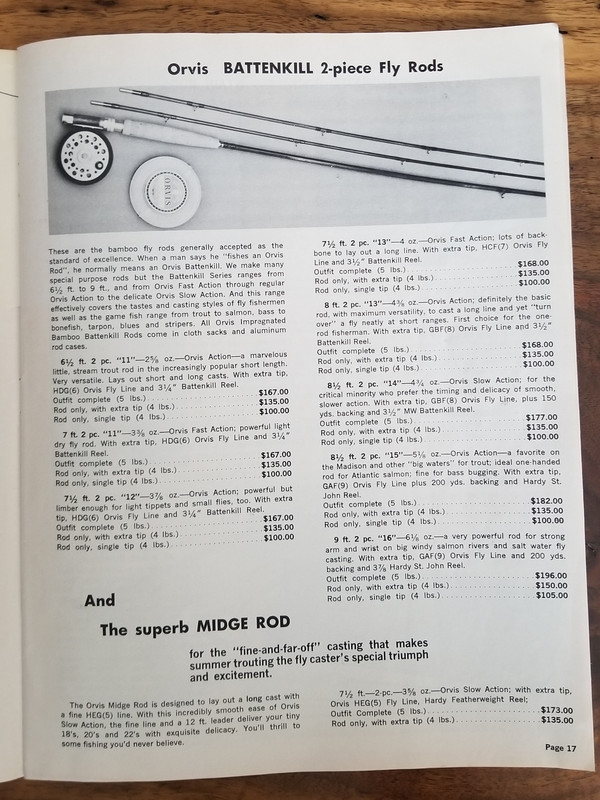 Orvis BATTENKILL 2-piece Fly Rods
ORVIS
These are the bamboo fly rods generally accepted as the
standard of excellence. When a man says he "fishes an Orvis
Rod", he normally means an Orvis Battenkill. We make many
special purpose rods but the Battenkill Series ranges from
6½ ft. to 9 ft., and from Orvis Fast Action through regular
Orvis Action to the delicate Orvis Slow Action. And this range
effectively covers the tastes and casting styles of fly fishermen
as well as the game fish range from trout to salmon, bass to
bonefish, tarpon, blues and stripers. All Orvis Impregnated
Bamboo Battenkill Rods come in cloth sacks and aluminum
rod cases.
6½ ft. 2 pc. "11"—2⅝ oz.—Orvis Action—a marvelous
little, stream trout rod in the increasingly popular short length.
Very versatile. Lays out short and long casts. With extra tip,
HDG(6) Orvis Fly Line and 3¼" Battenkill Reel.
Outfit complete (5 lbs.) $167.00
Rod only, with extra tip (4 lbs.) $135.00
Rod only, single tip (4 lbs.) $100.00
7 ft. 2 pc. "11"—3⅜ oz.—Orvis Fast Action; powerful light
dry fly rod. With extra tip, HDG(6) Orvis Fly Line and 3¼"
Battenkill Reel.
Outfit complete (5 lbs.) $167.00
Rod only, with extra tip (4 lbs.) $135.00
Rod only, single tip (4 lbs.) $100.00
7½ ft. 2 pc. "12"—3⅞ oz.—Orvis Action; powerful but
limber enough for light tippets and small flies, too. With extra
tip, HDG(6) Orvis Fly Line and 3¼" Battenkill Reel.
Outfit complete (5 lbs.) $167.00
Rod only, with extra tip (4 lbs.) $135.00
Rod only, single tip (4 lbs.) $100.00
7½ ft. 2 pc. "13"—4 oz.—Orvis Fast Action; lots of back-
bone to lay out a long line. With extra tip, HCF(7) Orvis Fly
Line and 3½" Battenkill Reel.
Outfit complete (5 lbs.) $168.00
Rod only, with extra tip (4 lbs.) $135.00
Rod only, single tip (4 lbs.) $100.00
8 ft. 2 pc. "13"—4⅜ oz.—Orvis Action; definitely the basic
rod, with maximum versatility, to cast a long line and yet "turn
over" a fly neatly at short ranges. First choice for the one-
rod fisherman. With extra tip, GBF(8) Orvis Fly Line and 3½"
Battenkill Reel.
Outfit complete (5 lbs.) $168.00
Rod only, with extra tip (4 lbs.) $135.00
Rod only, single tip (4 lbs.) $100.00
8½ ft. 2 pc. "14"—4¾ oz.—Orvis Slow Action; for the
critical minority who prefer the timing and delicacy of smooth,
slower action. With extra tip, GBF(8) Orvis Fly Line, plus 150
yds. backing and 3½" MW Battenkill Reel.
Outfit complete (5 lbs.) $177.00
Rod only, with extra tip (4 lbs.) $135.00
Rod only, single tip (4 lbs.) $100.00
8½ ft. 2 pc. "15"—5⅛ oz.—Orvis Action—a favorite on
the Madison and other "big waters" for trout; ideal one-handed
rod for Atlantic salmon; fine for bass bugging. With extra tip,
GAF(9) Orvis Fly Line plus 200 yds. backing and Hardy St.
John Reel.
Outfit complete (5 lbs.) $182.00
Rod only, with extra tip (4 lbs.) $135.00
Rod only, single tip (4 lbs.) $100.00
9 ft. 2 pc. "16"—6⅛ oz.—a very powerful rod for strong
arm and wrist on big windy salmon rivers and salt water fly
casting. With extra tip, GAF(9) Orvis Fly Line and 200 yds.
backing and 3⅞ Hardy St. John Reel.
Outfit complete (5 lbs.) $196.00
Rod only, with extra tip (4 lbs.) $150.00
Rod only, single tip (4 lbs.) $105.00
And
The superb MIDGE ROD
for the "fine-and-far-off" casting that makes
summer trouting the fly caster's special triumph
and excitement.
The Orvis Midge Rod is designed to lay out a long cast with
a fine HEG(5) line. With this incredibly smooth ease of Orvis
Slow Action, the fine line and a 12 ft. leader deliver your tiny
18's, 20's and 22's with exquisite delicacy. You'll thrill to
some fishing you'd never believe.
7½ ft.—2-pc.—3⅝ oz.—Orvis Slow Action; with extra tip,
Orvis HEG(5) Fly Line, Hardy Featherweight Reel;
Outfit Complete (5 lbs.) $173.00
Rod only, with extra tip (4 lbs.) $135.00
Page 17